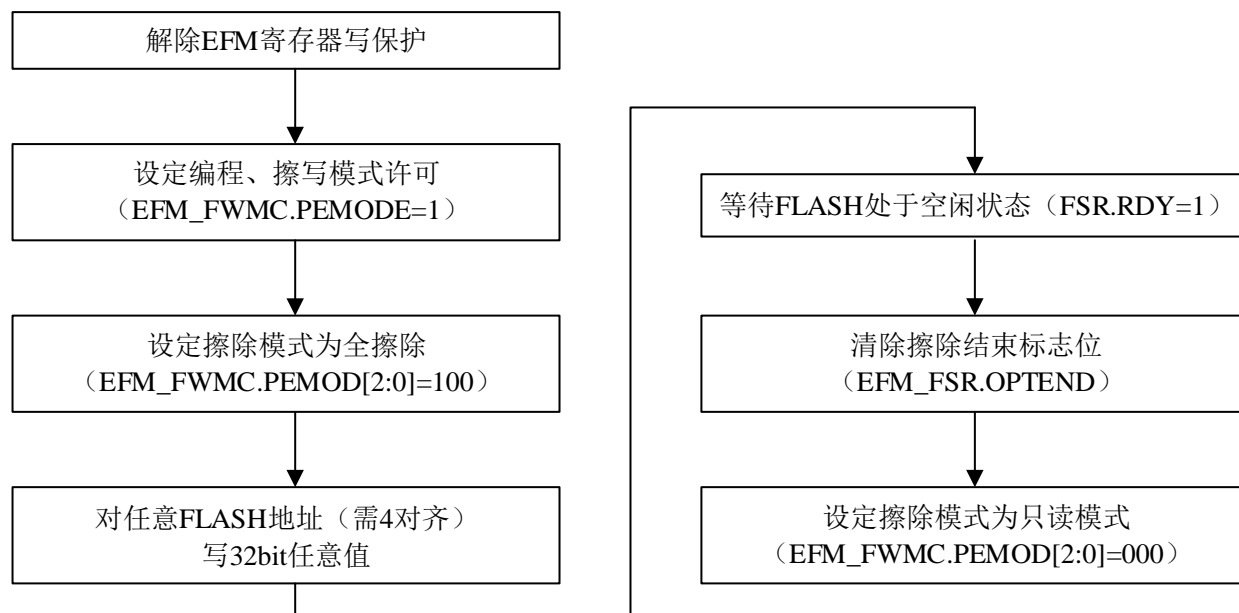 解除EFM寄存器写保护
设定编程、擦写模式许可
（EFM_FWMC.PEMODE=1）
设定擦除模式为全擦除
（EFM_FWMC.PEMOD[2:0]=100）
对任意FLASH地址（需4对齐）
写32bit任意值
等待FLASH处于空闲状态（FSR.RDY=1）
清除擦除结束标志位
（EFM_FSR.OPTEND）
设定擦除模式为只读模式
（EFM_FWMC.PEMOD[2:0]=000）